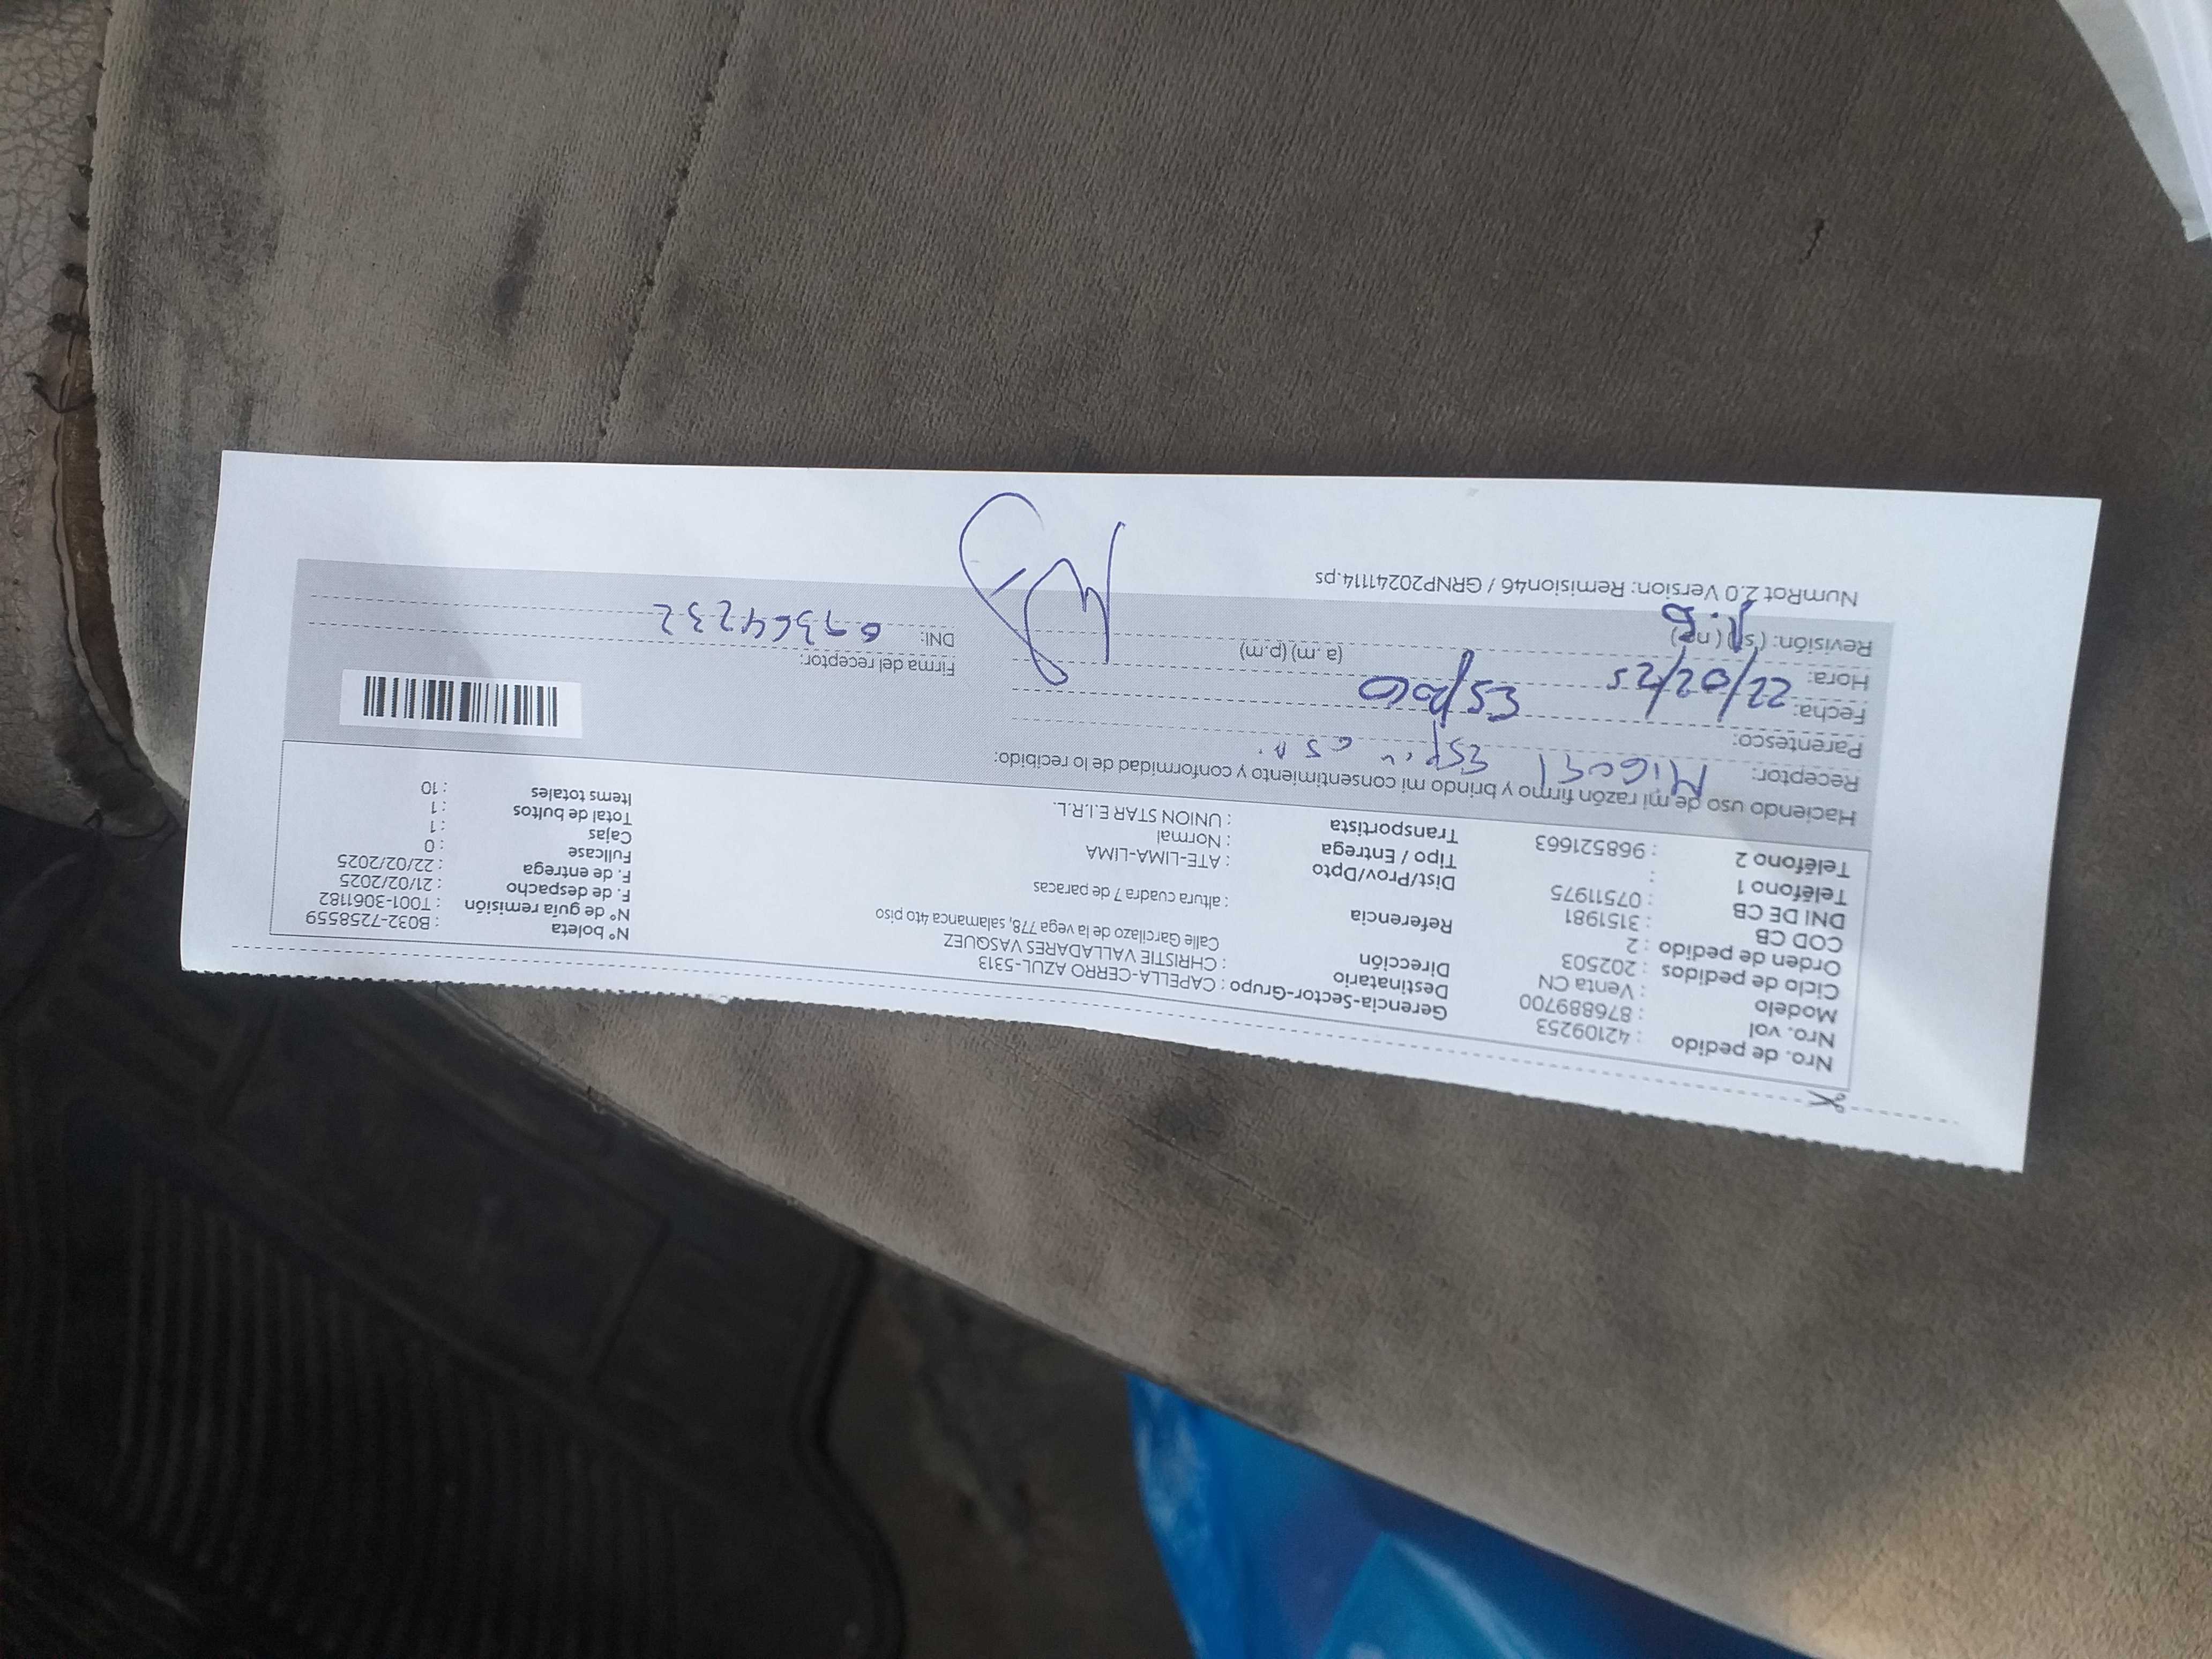 Nro. de pedido : 42109253
Nro. vol : 876889700
Modelo : Venta CN
Ciclo de pedidos : 202503
Orden de pedido : 2
COD CB : 3151981
DNI DE CB : 07511975
Teléfono 1 :
Teléfono 2 : 968521663
Gerencia-Sector-Grupo : CAPELLA-CERRO AZUL-5313
Destinatario : CHRISTIE VALLADARES VASQUEZ
Dirección Calle Garcilazo de la vega 778, salamanca 4to piso
Referencia : altura cuadra 7 de paracas
Dist/Prov/Dpto : ATE-LIMA-LIMA
Tipo / Entrega : Normal
Transportista : UNION STAR E.I.R.L.
N° boleta : B032-7258559
N° de guía remisión : T001-3061182
F. de despacho : 21/02/2025
F. de entrega : 22/02/2025
Fullcase : 0
Cajas : 1
Total de bultos : 1
Items totales : 10
Haciendo uso de mi razón firmo y brindo mi consentimiento y conformidad de lo recibido:
Receptor: Miguel
Parentesco: Esposo
Fecha: 22/02/25
Hora: (a.m) (p.m)
Revisión: (si) (no)
Firma del receptor:
DNI: 09364232
NumRot 2.0 Version: Remision46 / GRNP20241114.ps